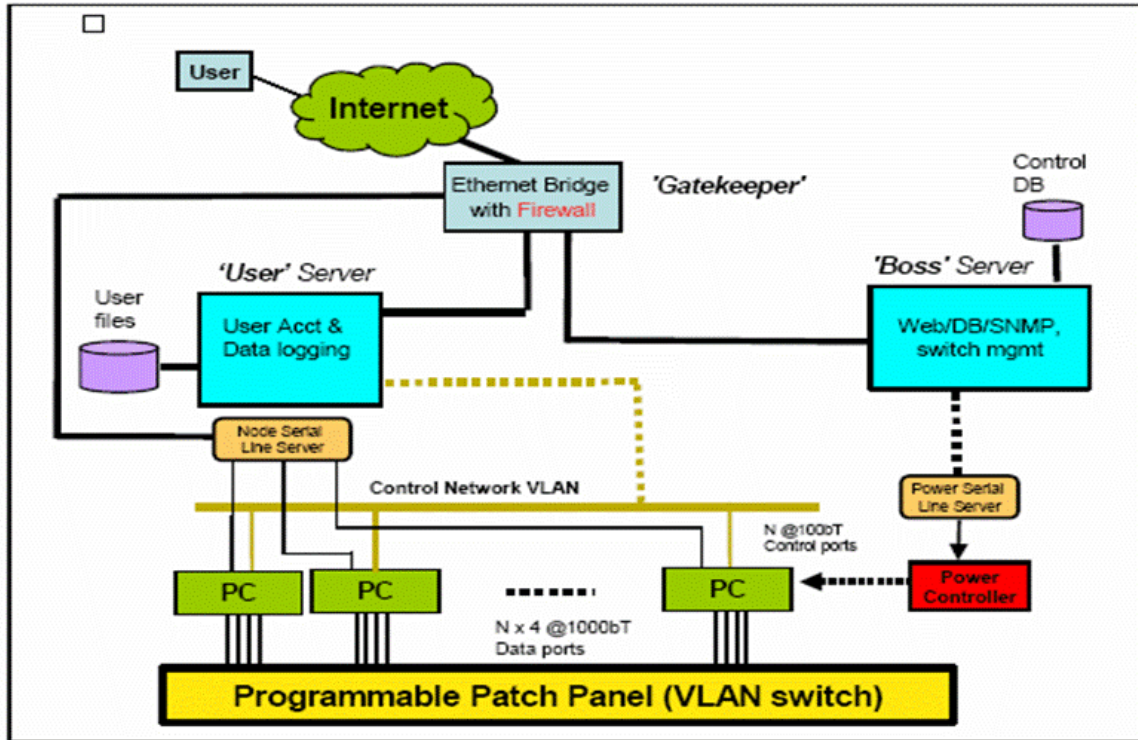 User
Internet
Ethernet Bridge
with Firewall
'Gatekeeper'
Control
DB
'User' Server
'Boss' Server
User
files
User Acct &
Data logging
Web/DB/SNMP,
switch mgmt
Node Serial
Line Server
Control Network VLAN
Power Serial
Line Server
N @100bT
Control ports
PC
PC
PC
Power
Controller
N x 4 @1000bT
Data ports
Programmable Patch Panel (VLAN switch)